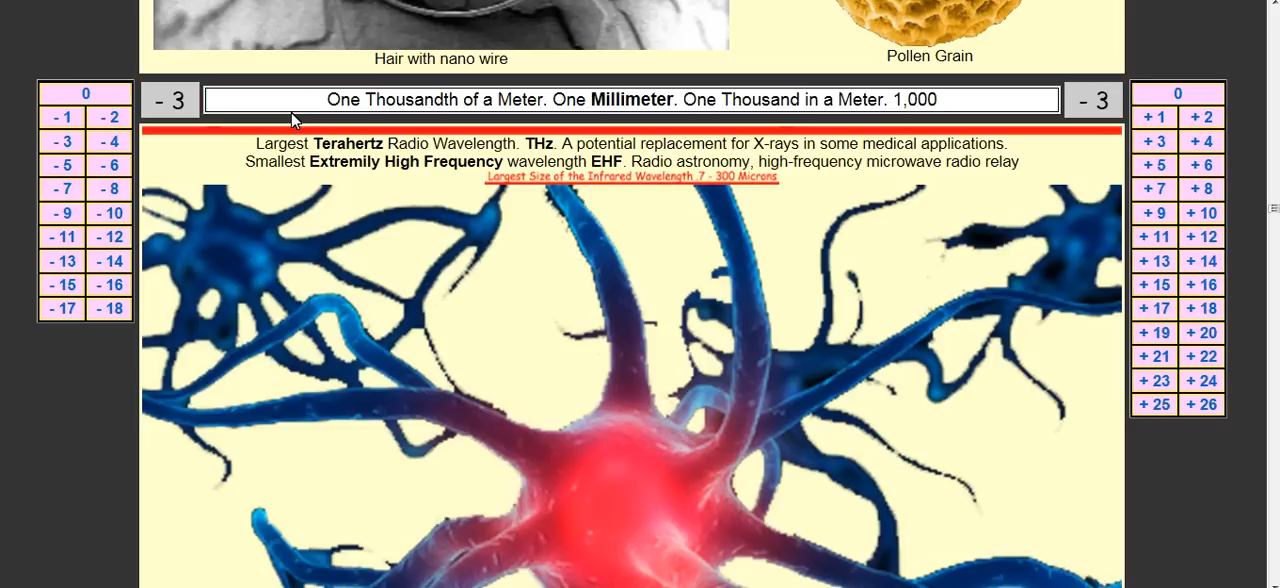 Hair with nano wire
Pollen Grain
- 3
One Thousandth of a Meter. One Millimeter. One Thousand in a Meter. 1,000
- 3
Largest Terahertz Radio Wavelength. THz. A potential replacement for X-rays in some medical applications.
Smallest Extremily High Frequency wavelength EHF. Radio astronomy, high-frequency microwave radio relay
Largest Size of the Infrared Wavelength .7 - 300 Microns
0
- 1 - 2
- 3 - 4
- 5 - 6
- 7 - 8
- 9 - 10
- 11 - 12
- 13 - 14
- 15 - 16
- 17 - 18
0
+ 1 + 2
+ 3 + 4
+ 5 + 6
+ 7 + 8
+ 9 + 10
+ 11 + 12
+ 13 + 14
+ 15 + 16
+ 17 + 18
+ 19 + 20
+ 21 + 22
+ 23 + 24
+ 25 + 26